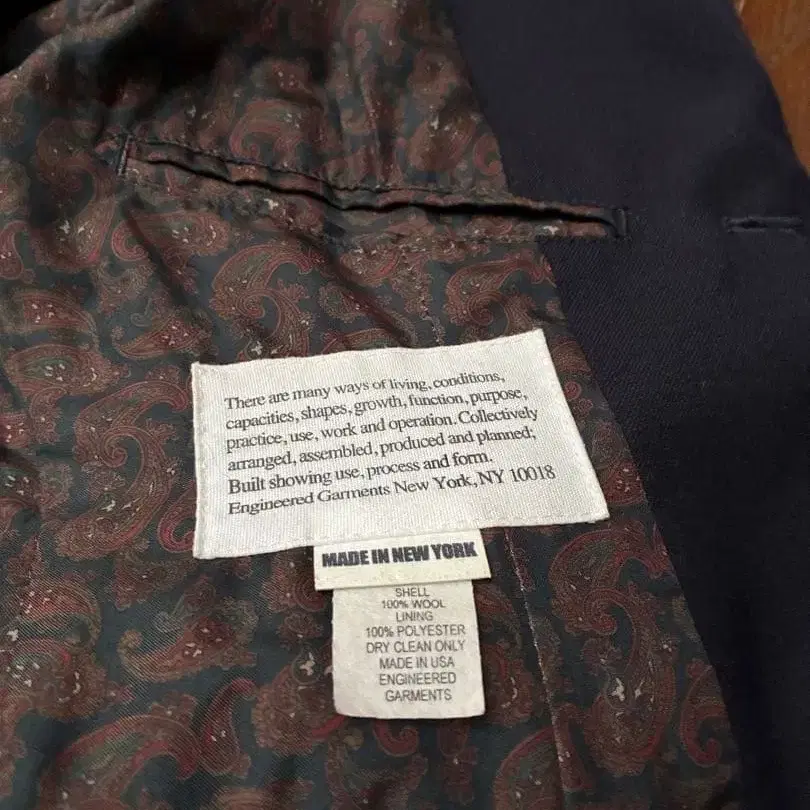 There are many ways of living, conditions,
capacities, shapes, growth, function, purpose,
practice, use, work and operation. Collectively
arranged, assembled, produced and planned;
Built showing use, process and form.
Engineered Garments New York, NY 10018
MADE IN NEW YORK
SHELL
100% WOOL
LINING
100% POLYESTER
DRY CLEAN ONLY
MADE IN USA
ENGINEERED
GARMENTS